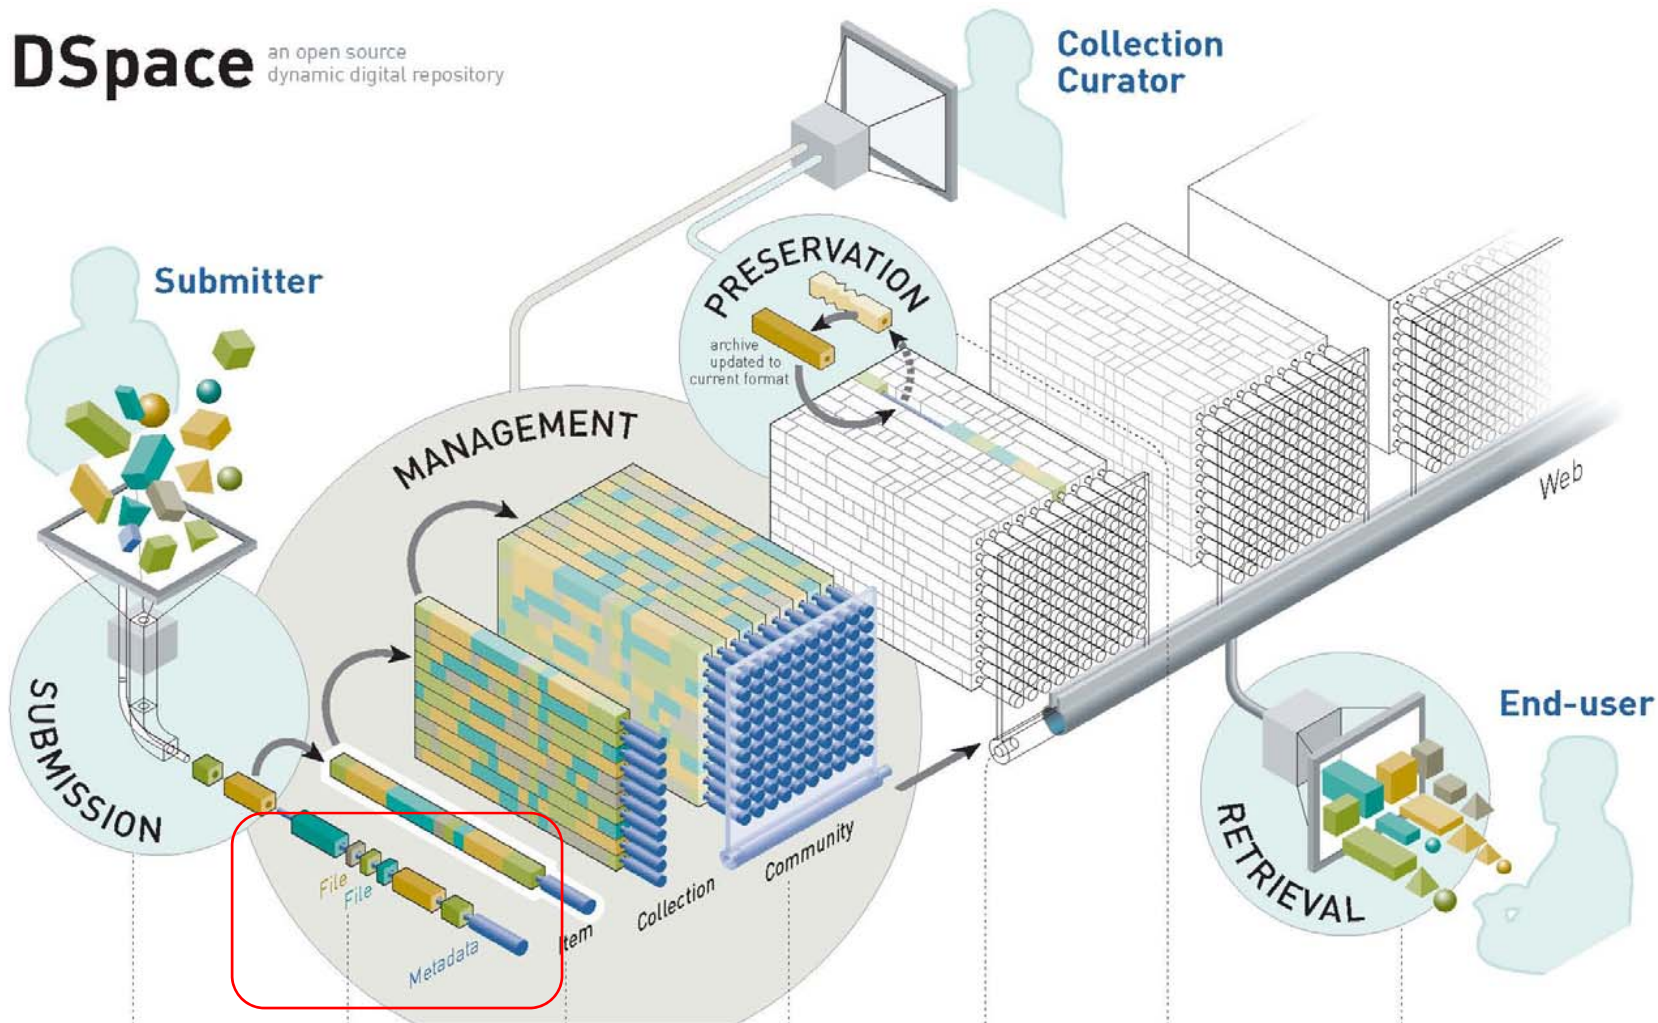 DSpace
an open source
dynamic digital repository
Collection
Curator
Submitter
PRESERVATION
archive
updated to
current format
MANAGEMENT
Web
SUBMISSION
End-user
RETRIEVAL
Community
Collection
Item
File
File
Metadata